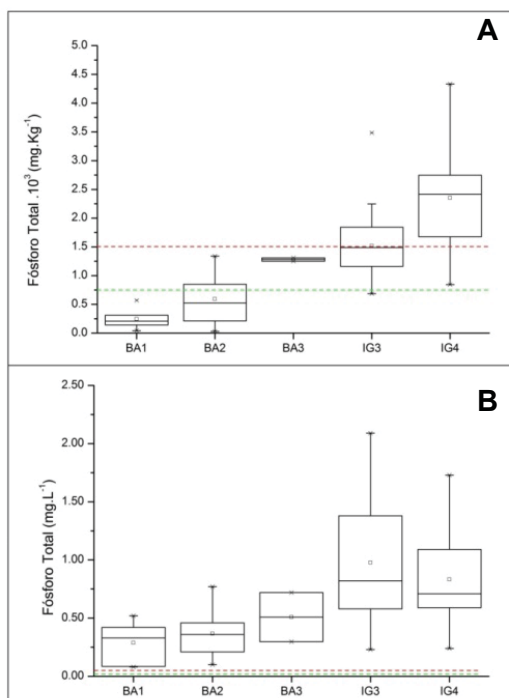 A
Fósforo Total .10³ (mg.Kg⁻¹)
5.0
4.5
4.0
3.5
3.0
2.5
2.0
1.5
1.0
0.5
0.0
BA1 BA2 BA3 IG3 IG4
B
Fósforo Total (mg.L⁻¹)
2.50
2.00
1.50
1.00
0.50
0.00
BA1 BA2 BA3 IG3 IG4